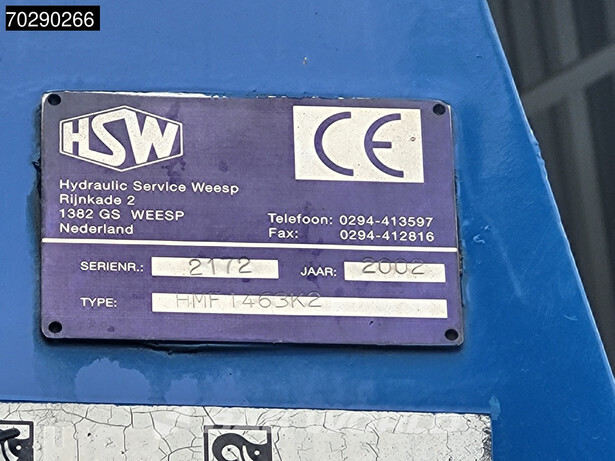 70290266
HSW
CE
Hydraulic Service Weesp
Rijnkade 2
1382 GS WEESP
Nederland
Telefoon: 0294-413597
Fax: 0294-412816
SERIENR.: 2172 JAAR: 2002
TYPE: HMF 1463K2